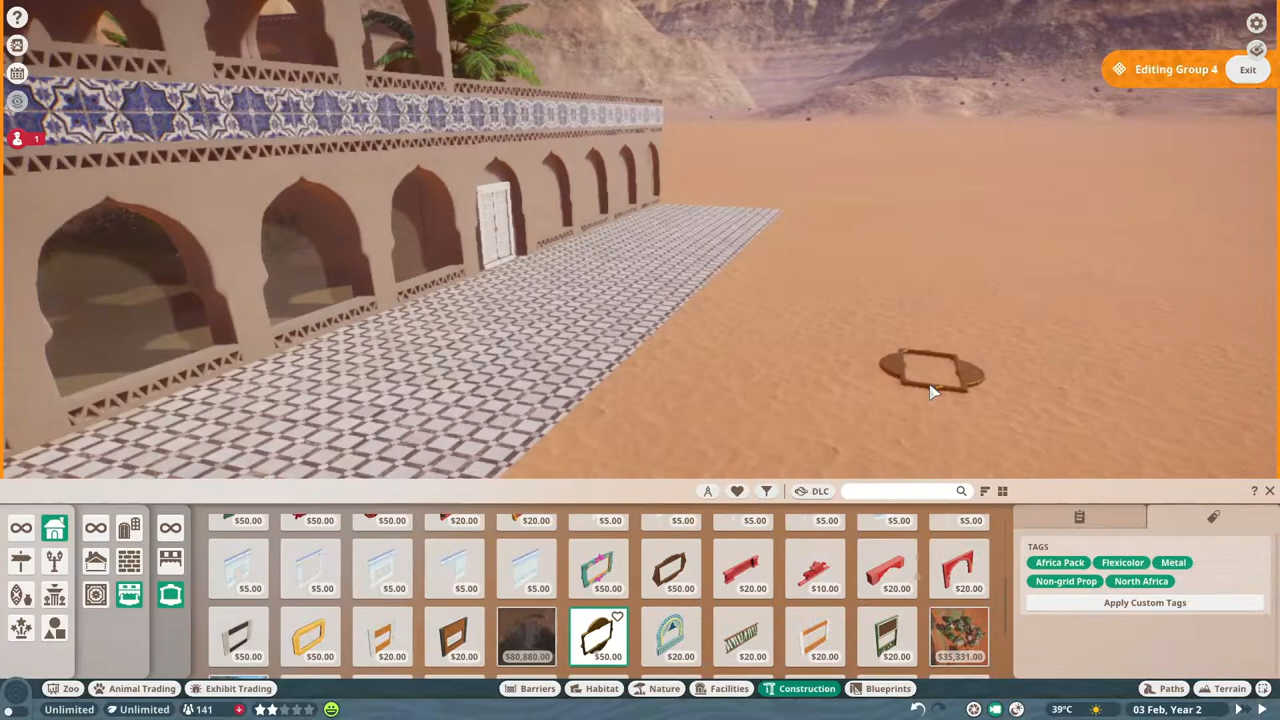 ?
Editing Group 4
Exit
1
DLC
?
$50.00 $50.00 $50.00 $20.00 $20.00 $5.00 $5.00 $5.00 $5.00 $5.00 $5.00
$5.00 $5.00 $5.00 $5.00 $5.00 $50.00 $50.00 $20.00 $10.00 $20.00 $20.00
$50.00 $50.00 $20.00 $20.00 $80,880.00 $50.00 $20.00 $20.00 $20.00 $20.00 $35,331.00
TAGS
Africa Pack Flexicolor Metal
Non-grid Prop North Africa
Apply Custom Tags
Zoo Animal Trading Exhibit Trading Barriers Habitat Nature Facilities Construction Blueprints Paths Terrain
Unlimited Unlimited 141 39°C 03 Feb, Year 2